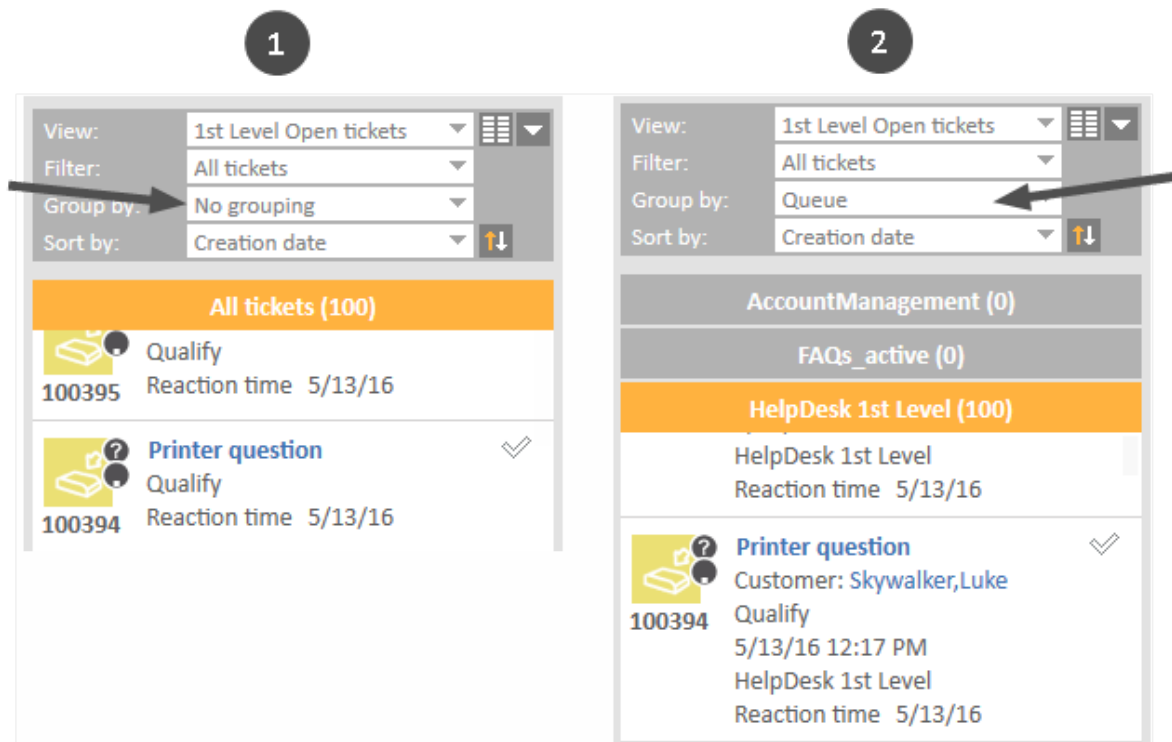 1
View: 1st Level Open tickets
Filter: All tickets
Group by: No grouping
Sort by: Creation date
All tickets (100)
Qualify
100395 Reaction time 5/13/16
? Printer question
Qualify
100394 Reaction time 5/13/16
2
View: 1st Level Open tickets
Filter: All tickets
Group by: Queue
Sort by: Creation date
AccountManagement (0)
FAQs_active (0)
HelpDesk 1st Level (100)
HelpDesk 1st Level
Reaction time 5/13/16
? Printer question
Customer: Skywalker,Luke
100394 Qualify
5/13/16 12:17 PM
HelpDesk 1st Level
Reaction time 5/13/16